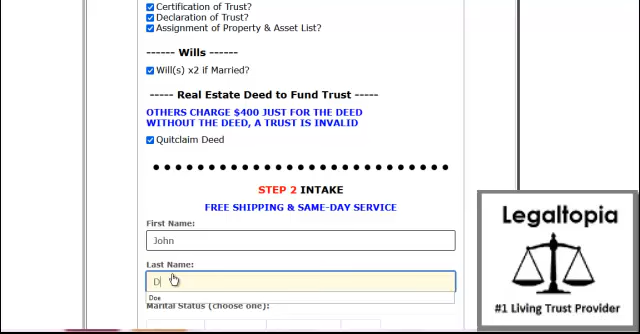 Certification of Trust?
Declaration of Trust?
Assignment of Property & Asset List?
------ Wills ------
Will(s) x2 if Married?
----- Real Estate Deed to Fund Trust -----
OTHERS CHARGE $400 JUST FOR THE DEED
WITHOUT THE DEED, A TRUST IS INVALID
Quitclaim Deed
STEP 2 INTAKE
FREE SHIPPING & SAME-DAY SERVICE
First Name:
John
Last Name:
D
Doe
Marital Status (choose one):
Legaltopia
#1 Living Trust Provider